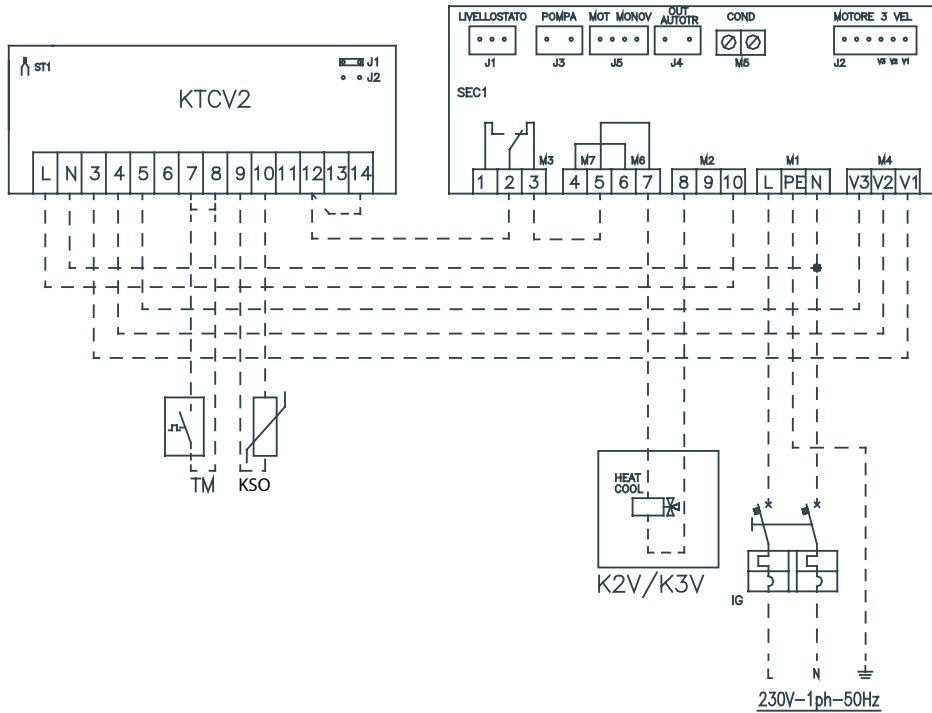 LIVELLOSTATO POMPA MOT MONOV OUT AUTOTR COND MOTORE 3 VEL
J1 J3 J5 J4 M5 J2 V3 V2 V1
ST1
J1
J2
KTCV2
SEC1
M3 M7 M6 M2 M1 M4
L N 3 4 5 6 7 8 9 10 11 12 13 14
1 2 3 4 5 6 7 8 9 10 L PE N V3 V2 V1
TM KSO
HEAT
COOL
K2V/K3V
IG
L N
230V-1ph-50Hz